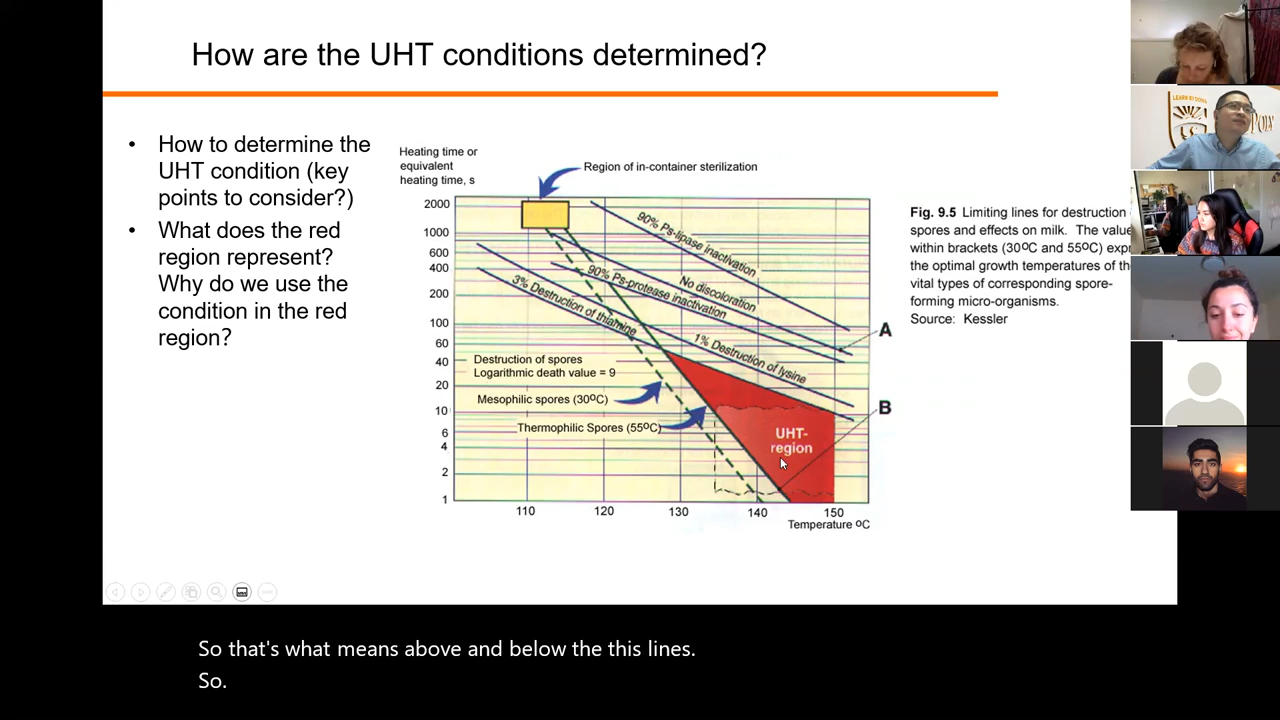 How are the UHT conditions determined?
• How to determine the
UHT condition (key
points to consider?)
• What does the red
region represent?
Why do we use the
condition in the red
region?
Heating time or
equivalent
heating time, s
Region of in-container sterilization
2000
1000
600
400
200
100
60
40
20
10
6
4
2
1
90% Ps-lipase inactivation
No discoloration
90% Ps-protease inactivation
3% Destruction of thiamine
1% Destruction of lysine
Destruction of spores
Logarithmic death value = 9
Mesophilic spores (30ºC)
Thermophilic Spores (55ºC)
UHT-
region
A
B
110 120 130 140 150
Temperature ºC
Fig. 9.5 Limiting lines for destruction
spores and effects on milk. The value
within brackets (30ºC and 55ºC) expr
the optimal growth temperatures of th
vital types of corresponding spore-
forming micro-organisms.
Source: Kessler
LEARN BY DOING
POLY
So that's what means above and below the this lines.
So.